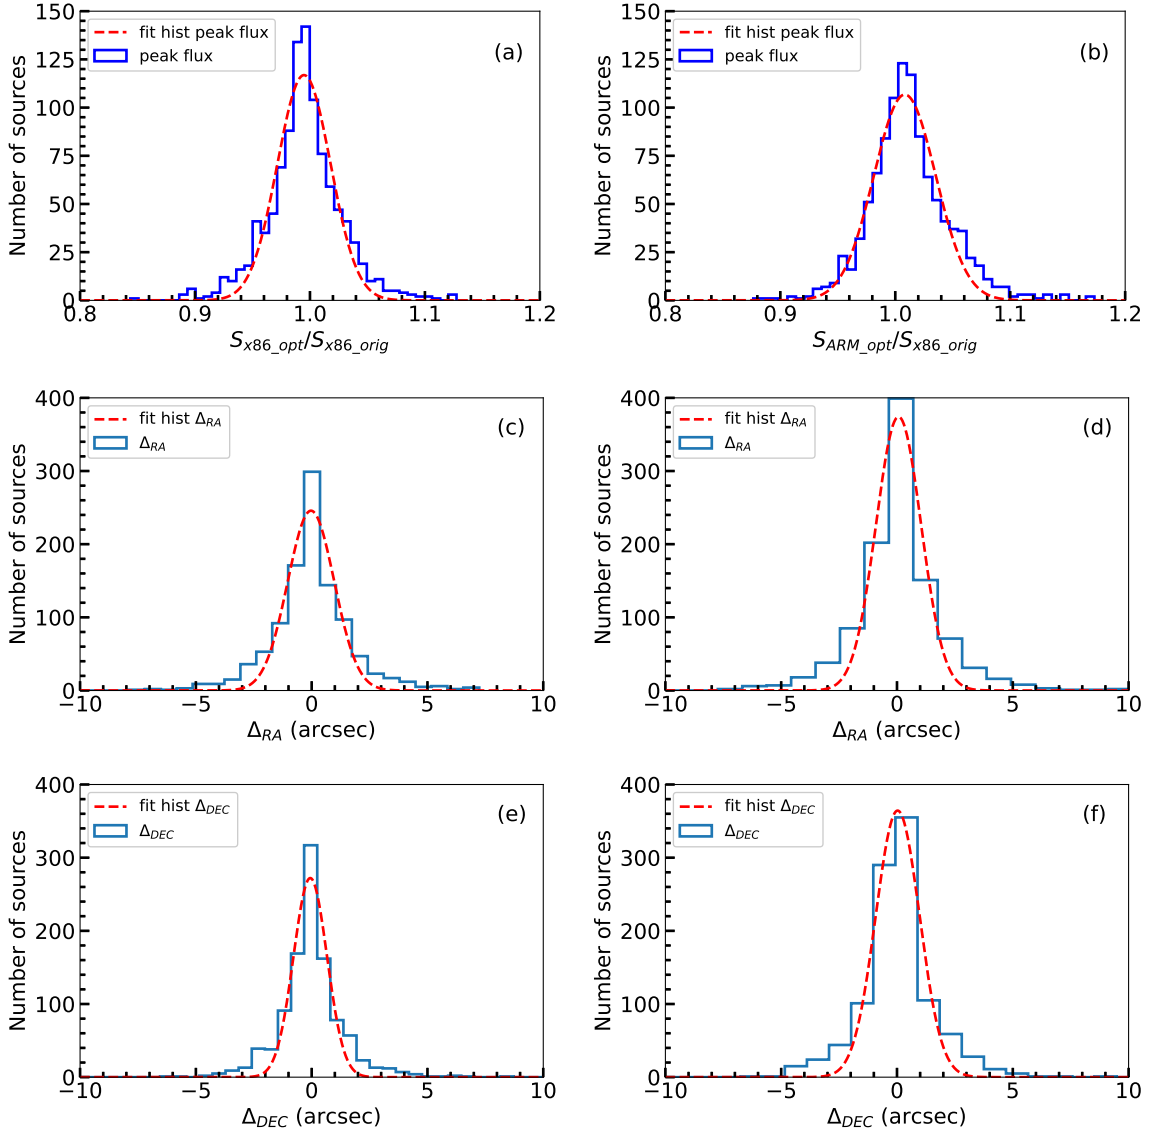 Number of sources
150
125
100
75
50
25
0
fit hist peak flux
peak flux
(a)
0.8 0.9 1.0 1.1 1.2
S_x86_opt/S_x86_orig
Number of sources
150
125
100
75
50
25
0
fit hist peak flux
peak flux
(b)
0.8 0.9 1.0 1.1 1.2
S_ARM_opt/S_x86_orig
Number of sources
400
300
200
100
0
fit hist Δ_RA
Δ_RA
(c)
−10 −5 0 5 10
Δ_RA (arcsec)
Number of sources
400
300
200
100
0
fit hist Δ_RA
Δ_RA
(d)
−10 −5 0 5 10
Δ_RA (arcsec)
Number of sources
400
300
200
100
0
fit hist Δ_DEC
Δ_DEC
(e)
−10 −5 0 5 10
Δ_DEC (arcsec)
Number of sources
400
300
200
100
0
fit hist Δ_DEC
Δ_DEC
(f)
−10 −5 0 5 10
Δ_DEC (arcsec)